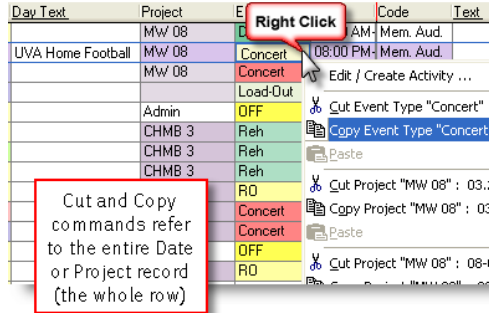 Day Text Project E Code Text
Right Click
MW 08 D AM- Mem. Aud.
UVA Home Football MW 08 Concert 08:00 PM- Mem. Aud.
MW 08 Concert
Edit / Create Activity ...
Load-Out
Admin OFF
Cut Event Type "Concert"
CHMB 3 Reh
Copy Event Type "Concert
CHMB 3 Reh
Paste
CHMB 3 Reh
RO
Cut Project "MW 08" : 03.2
Concert
Copy Project "MW 08" : 03
Concert
Paste
OFF
RO
Cut Project "MW 08" : 08-0
Cut and Copy
commands refer
to the entire Date
or Project record
(the whole row)